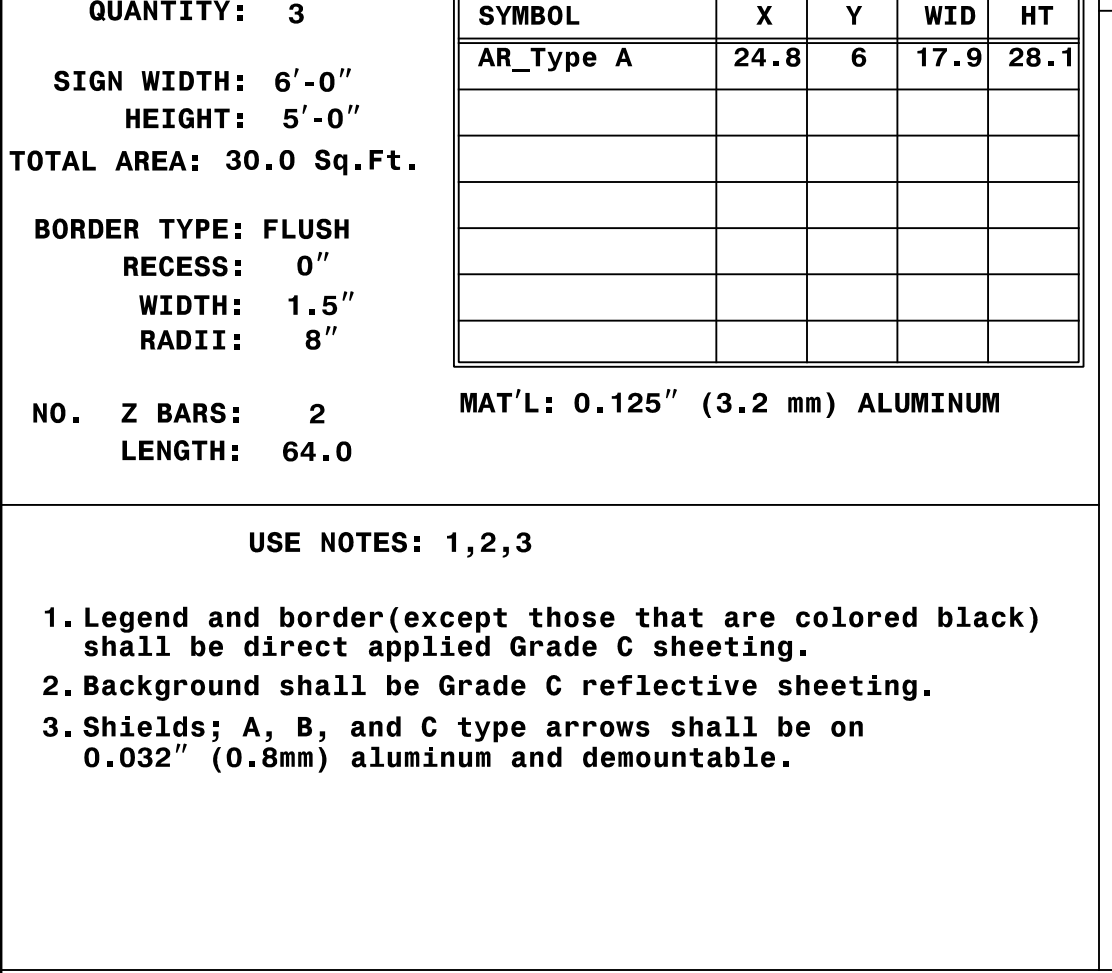 QUANTITY: 3
SIGN WIDTH: 6'-0"
HEIGHT: 5'-0"
TOTAL AREA: 30.0 Sq.Ft.
BORDER TYPE: FLUSH
RECESS: 0"
WIDTH: 1.5"
RADII: 8"
NO. Z BARS: 2
LENGTH: 64.0
SYMBOL X Y WID HT
AR_Type A 24.8 6 17.9 28.1
MAT'L: 0.125" (3.2 mm) ALUMINUM
USE NOTES: 1,2,3
1. Legend and border(except those that are colored black)
shall be direct applied Grade C sheeting.
2. Background shall be Grade C reflective sheeting.
3. Shields; A, B, and C type arrows shall be on
0.032" (0.8mm) aluminum and demountable.